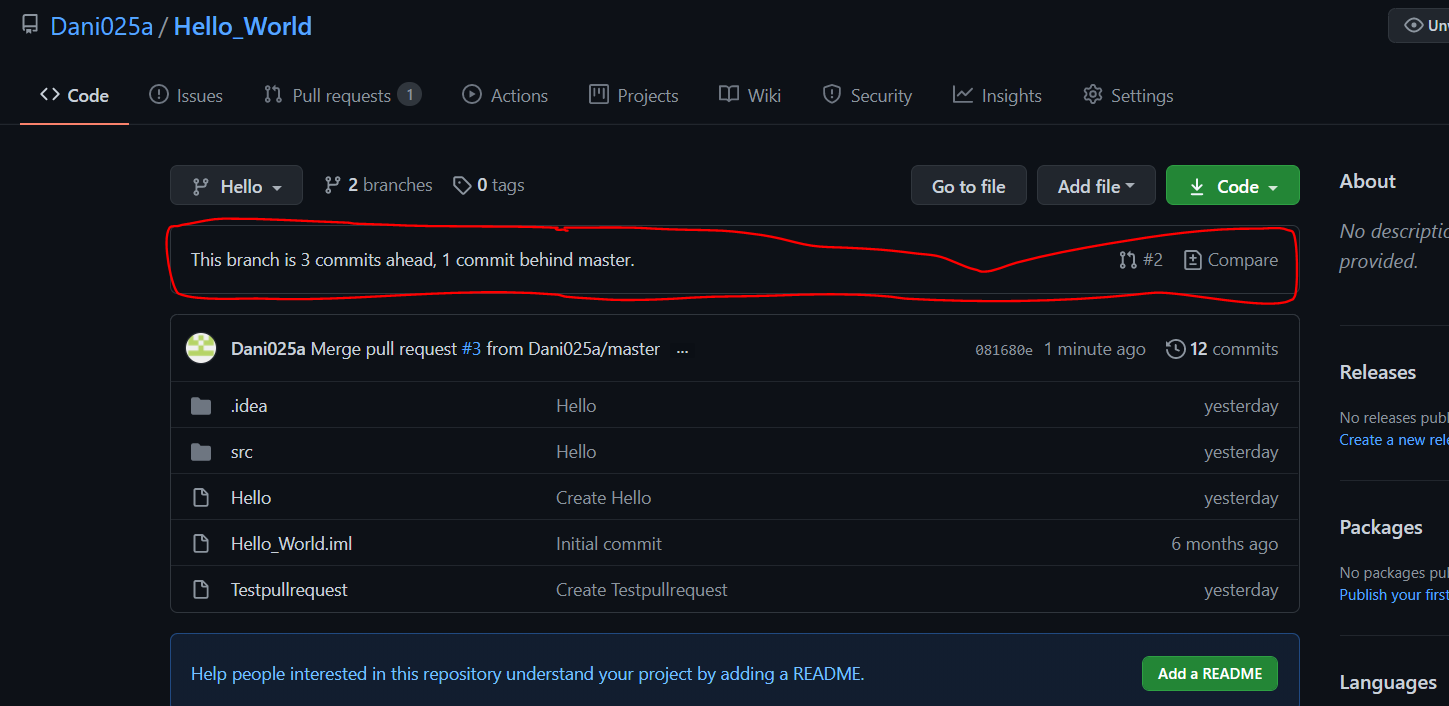 Dani025a / Hello_World
Code Issues Pull requests 1 Actions Projects Wiki Security Insights Settings
Hello 2 branches 0 tags Go to file Add file Code
This branch is 3 commits ahead, 1 commit behind master. #2 Compare
Dani025a Merge pull request #3 from Dani025a/master ... 081680e 1 minute ago 12 commits
.idea Hello yesterday
src Hello yesterday
Hello Create Hello yesterday
Hello_World.iml Initial commit 6 months ago
Testpullrequest Create Testpullrequest yesterday
Help people interested in this repository understand your project by adding a README. Add a README
About
No
provided.
Releases
No releases
Create a new
Packages
No packages
Publish your first
Languages